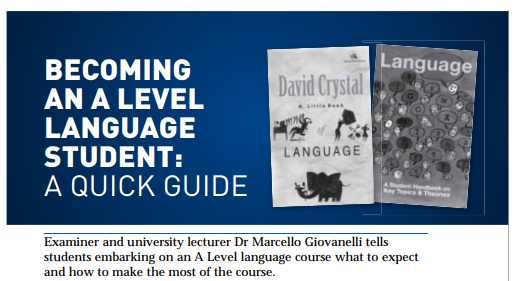 BECOMING
AN A LEVEL
LANGUAGE
STUDENT:
A QUICK GUIDE
David Crystal
A Little Book
of
LANGUAGE
Language
A Student Handbook on
Key Topics & Theories
Examiner and university lecturer Dr Marcello Giovanelli tells
students embarking on an A Level language course what to expect
and how to make the most of the course.